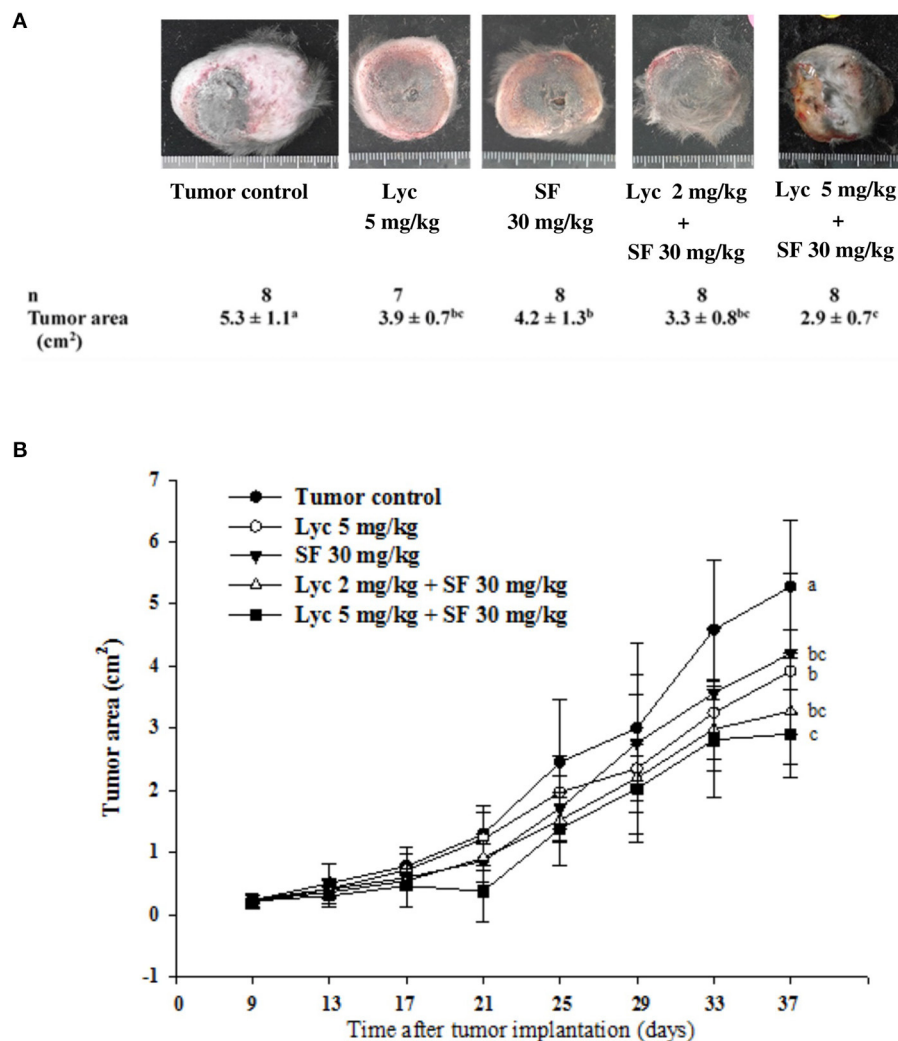 A
Tumor control
Lyc
5 mg/kg
SF
30 mg/kg
Lyc 2 mg/kg
+
SF 30 mg/kg
Lyc 5 mg/kg
+
SF 30 mg/kg
n 8 7 8 8 8
Tumor area 5.3 ± 1.1ᵃ 3.9 ± 0.7ᵇᶜ 4.2 ± 1.3ᵇ 3.3 ± 0.8ᵇᶜ 2.9 ± 0.7ᶜ
(cm²)
B
Tumor control
Lyc 5 mg/kg
SF 30 mg/kg
Lyc 2 mg/kg + SF 30 mg/kg
Lyc 5 mg/kg + SF 30 mg/kg
Tumor area (cm²)
7
6
5
4
3
2
1
0
-1
a
bc
b
bc
c
0 9 13 17 21 25 29 33 37
Time after tumor implantation (days)